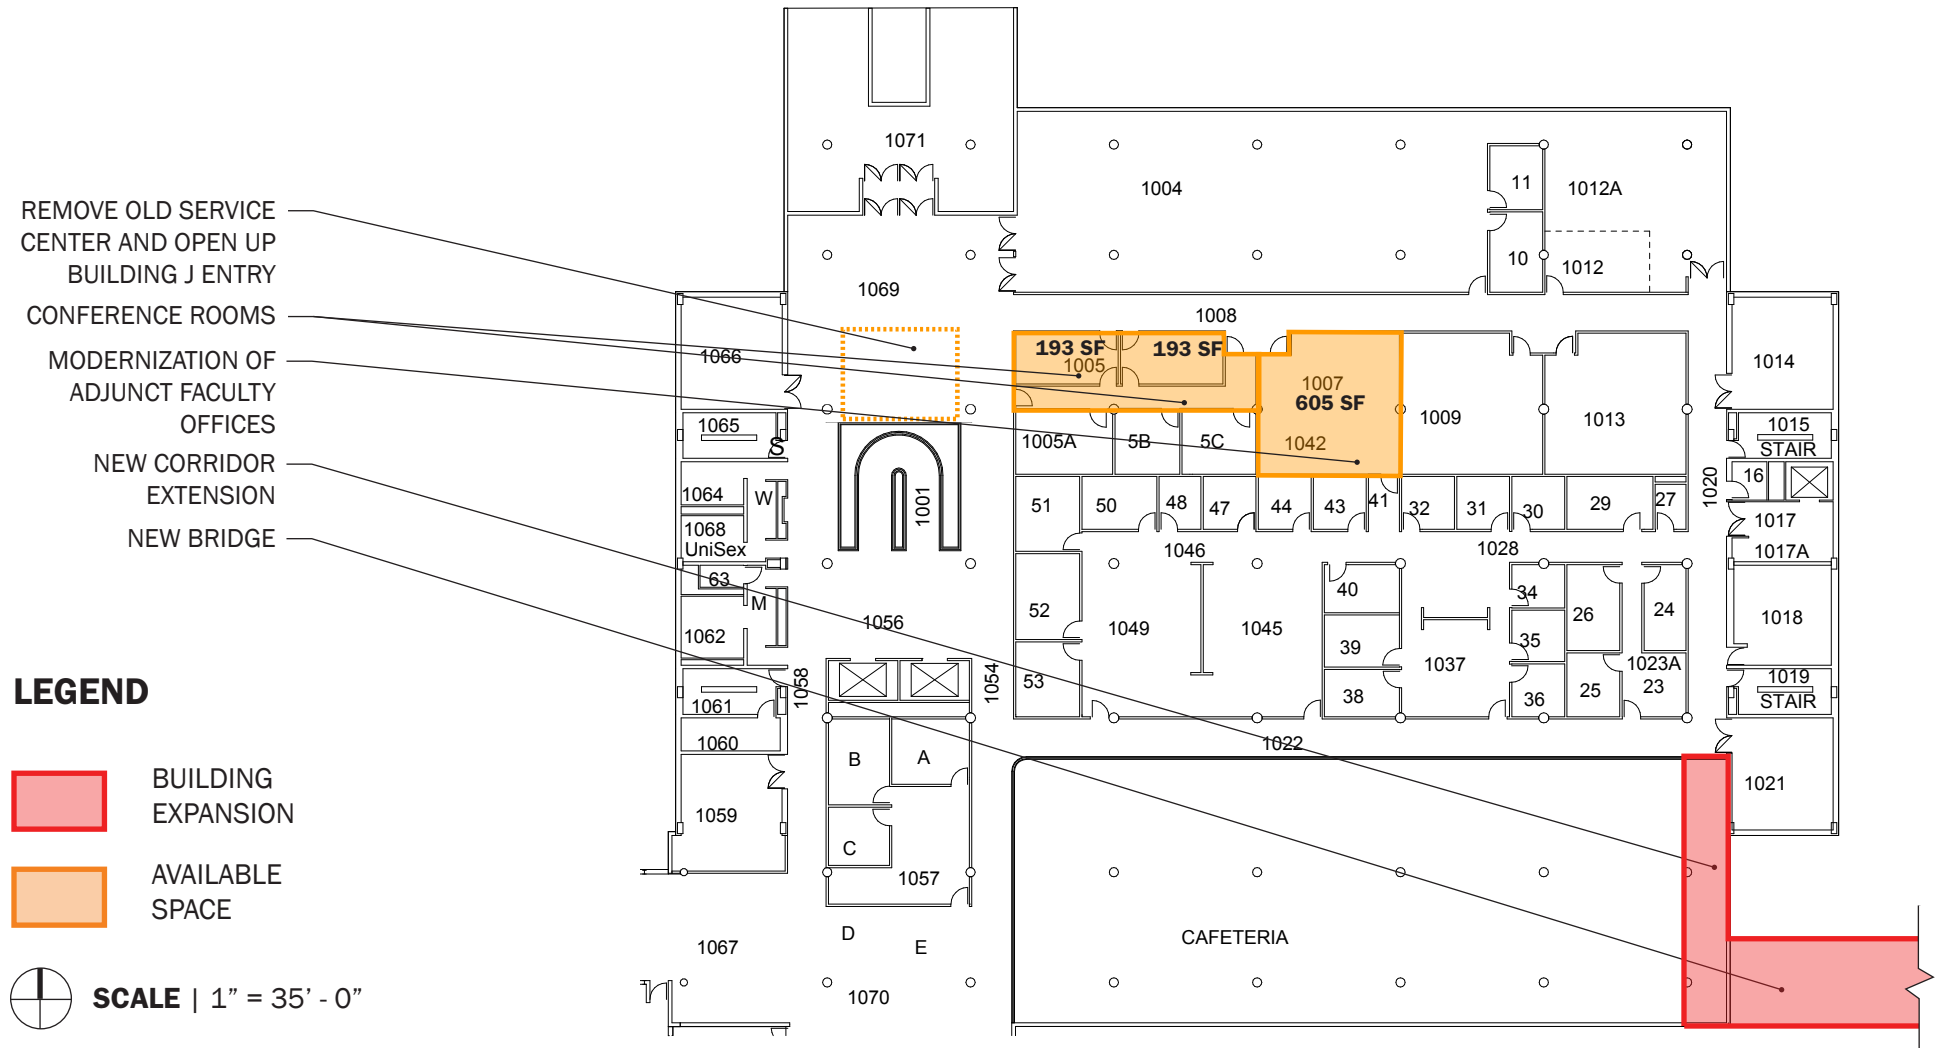 REMOVE OLD SERVICE
CENTER AND OPEN UP
BUILDING J ENTRY
CONFERENCE ROOMS
MODERNIZATION OF
ADJUNCT FACULTY
OFFICES
NEW CORRIDOR
EXTENSION
NEW BRIDGE
LEGEND
BUILDING
EXPANSION
AVAILABLE
SPACE
SCALE | 1” = 35’ - 0”
1071
1004
11
1012A
10
1012
1069
1008
1066
193 SF
1005
193 SF
1007
605 SF
1042
1009
1013
1014
1065
S
1005A
5B
5C
1015
STAIR
16
1020
1064
W
1001
1068
UniSex
51
50
48
47
44
43
41
32
31
30
29
27
1017
1017A
1046
1028
63
M
1062
1056
52
1049
1045
40
39
38
1037
34
35
36
26
25
24
1023A
23
1018
53
1054
1058
1061
1060
1019
STAIR
1022
1021
B
A
1059
C
1057
1067
D
E
1070
CAFETERIA